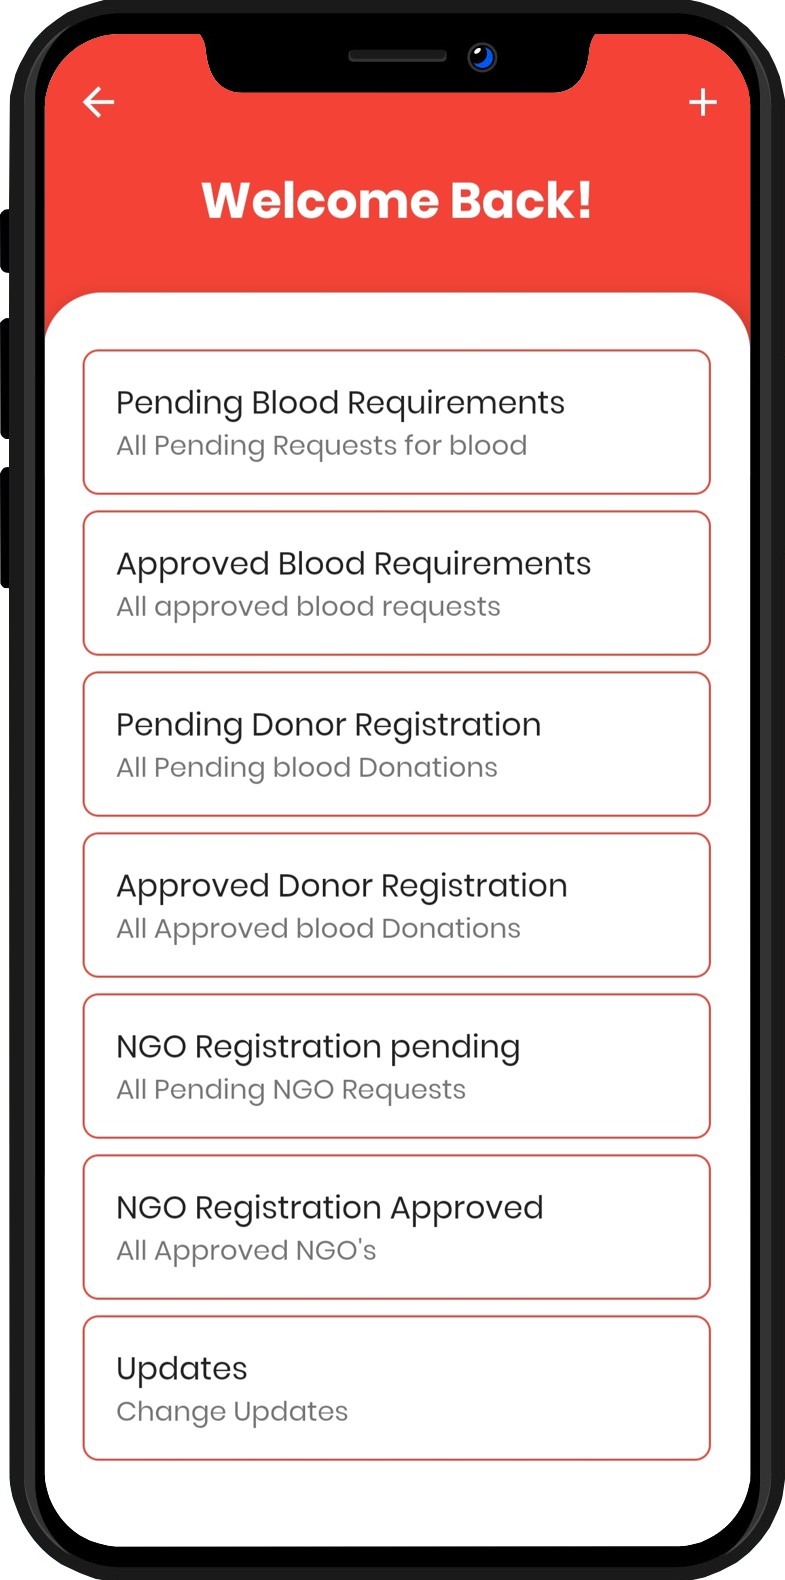 Welcome Back!
Pending Blood Requirements
All Pending Requests for blood
Approved Blood Requirements
All approved blood requests
Pending Donor Registration
All Pending blood Donations
Approved Donor Registration
All Approved blood Donations
NGO Registration pending
All Pending NGO Requests
NGO Registration Approved
All Approved NGO's
Updates
Change Updates